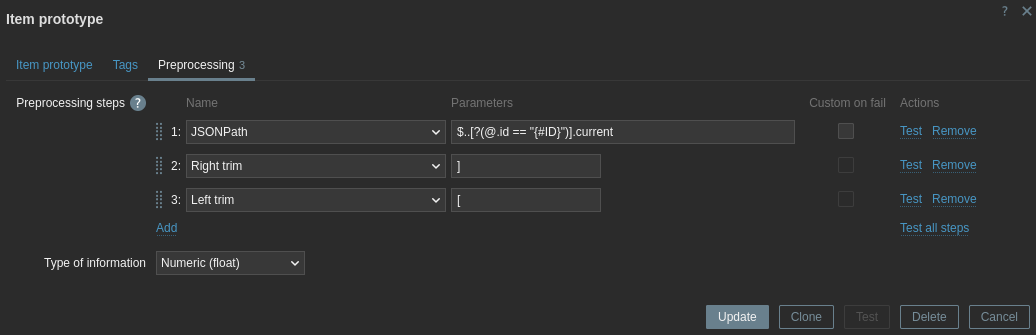 Item prototype ? ×
Item prototype Tags Preprocessing 3
Preprocessing steps ? Name Parameters Custom on fail Actions
1: JSONPath $..[?(@.id == "{#ID}")].current Test Remove
2: Right trim ] Test Remove
3: Left trim [ Test Remove
Add Test all steps
Type of information Numeric (float)
Update Clone Test Delete Cancel